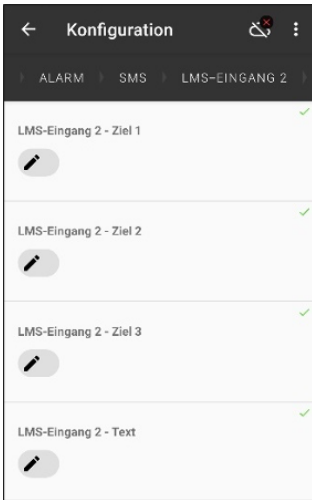 Konfiguration
ALARM SMS LMS-EINGANG 2
LMS-Eingang 2 - Ziel 1
LMS-Eingang 2 - Ziel 2
LMS-Eingang 2 - Ziel 3
LMS-Eingang 2 - Text